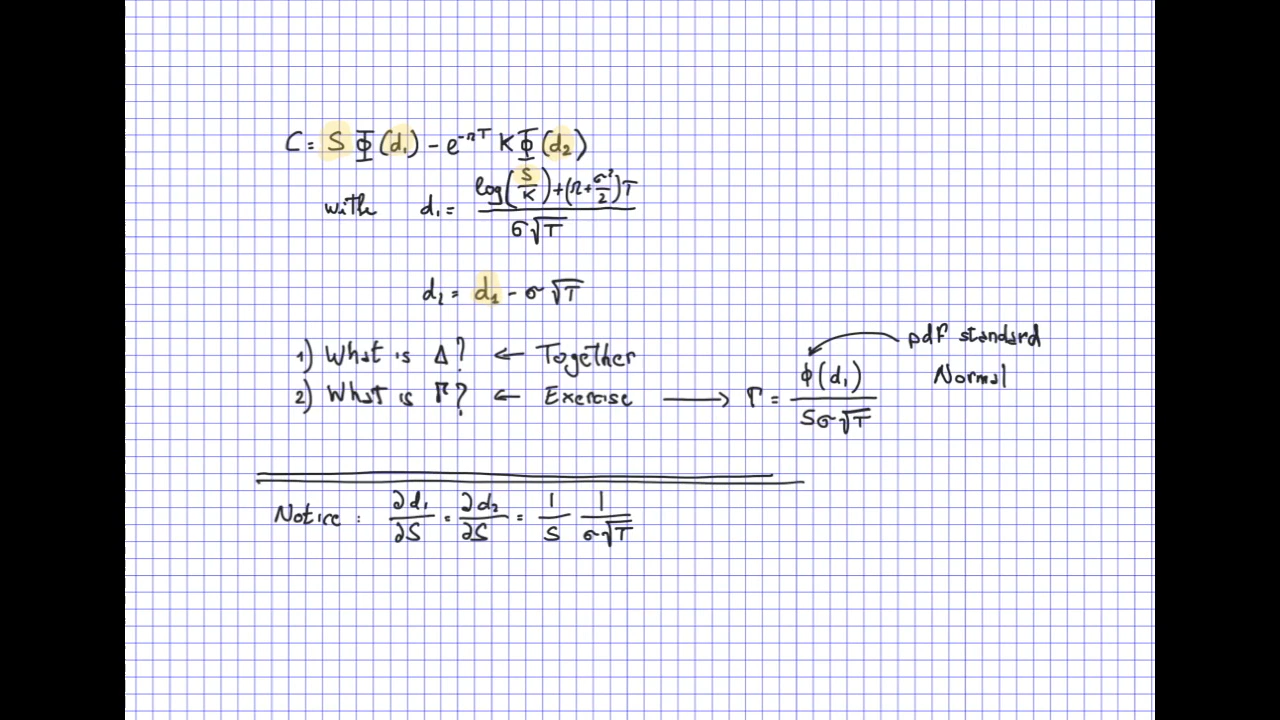 C = S Φ(d₁) - e^{-rT} K Φ(d₂)
with d₁ = (log(S/K) + (r + σ²/2)T) / (σ√T)
d₂ = d₁ - σ√T
1) What is Δ? ← Together
2) What is Γ? ← Exercise ⟶ Γ = ϕ(d₁) / (Sσ√T)
pdf standard
Normal
Notice: ∂d₁/∂S = ∂d₂/∂S = 1/S 1/(σ√T)